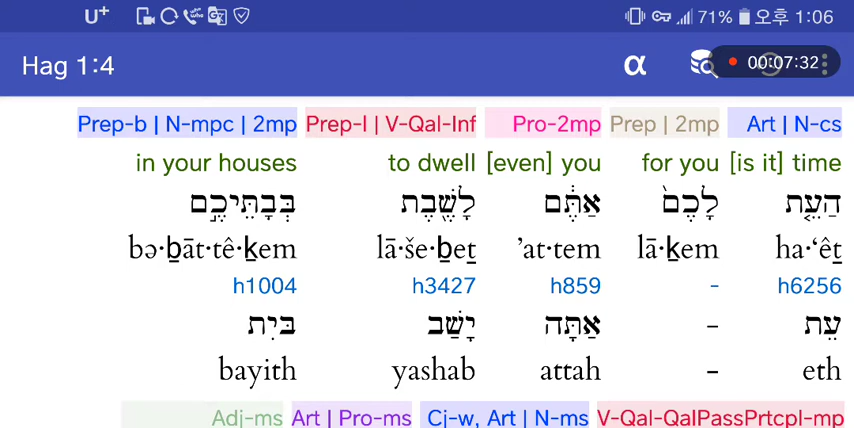 U+ 71% 오후 1:06
Hag 1:4 α 00:07:32
Prep-b | N-mpc | 2mp Prep-l | V-Qal-Inf Pro-2mp Prep | 2mp Art | N-cs
in your houses to dwell [even] you for you [is it] time
בְּבָתֵּיכֶ֣ם לָשֶׁ֖בֶת אַתֶּ֔ם לָכֶם֙ הַעֵ֤ת
bə·ḇāt·tê·ḵem lā·še·ḇeṯ ’at·tem lā·ḵem ha·‘êṯ
h1004 h3427 h859 - h6256
בּיִת יָשַׁב אַתָּה - עֵת
bayith yashab attah - eth
Adj-ms Art | Pro-ms Cj-w, Art | N-ms V-Qal-QalPassPrtcpl-mp